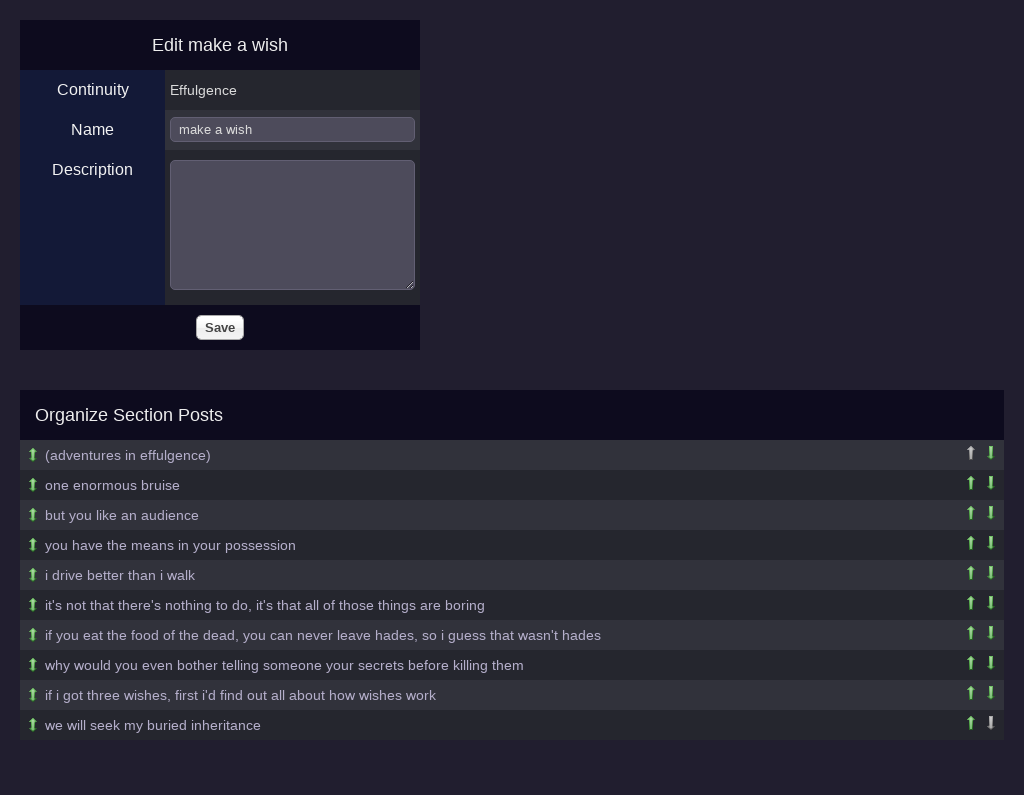 Edit make a wish
Continuity
Effulgence
Name
make a wish
Description
Save
Organize Section Posts
(adventures in effulgence)
one enormous bruise
but you like an audience
you have the means in your possession
i drive better than i walk
it's not that there's nothing to do, it's that all of those things are boring
if you eat the food of the dead, you can never leave hades, so i guess that wasn't hades
why would you even bother telling someone your secrets before killing them
if i got three wishes, first i'd find out all about how wishes work
we will seek my buried inheritance